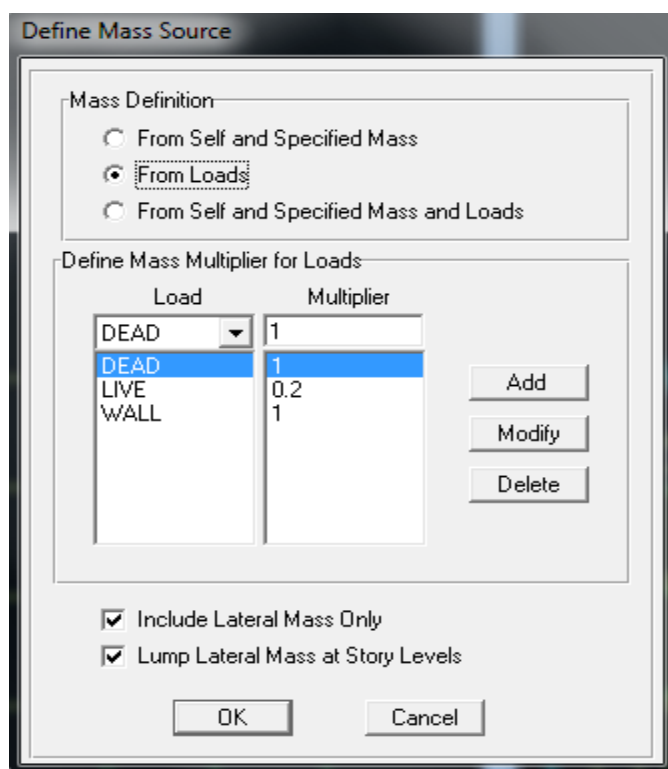 Define Mass Source
Mass Definition
From Self and Specified Mass
From Loads
From Self and Specified Mass and Loads
Define Mass Multiplier for Loads
Load Multiplier
DEAD 1
DEAD 1
LIVE 0.2
WALL 1
Add
Modify
Delete
Include Lateral Mass Only
Lump Lateral Mass at Story Levels
OK Cancel